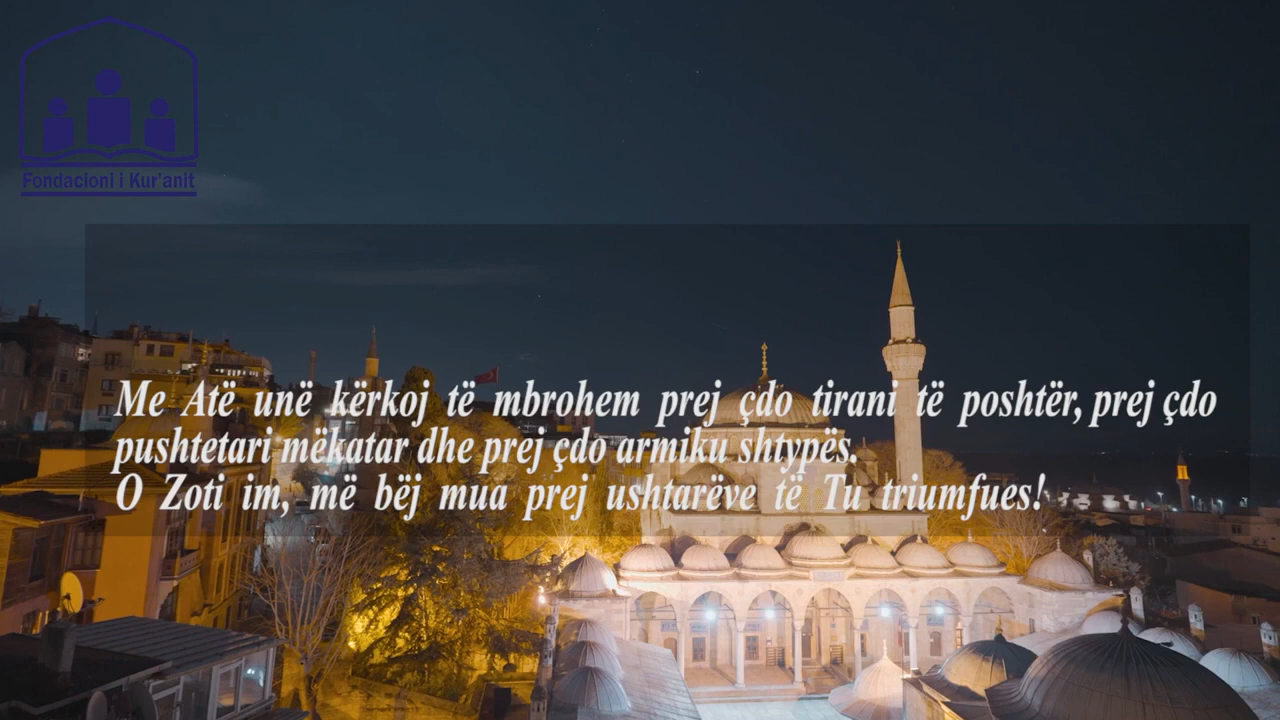 Fondacioni i Kur'anit
Me Atë unë kërkoj të mbrohem prej çdo tirani të poshtër, prej çdo
pushtetari mëkatar dhe prej çdo armiku shtypës.
O Zoti im, më bëj mua prej ushtarëve të Tu triumfues!